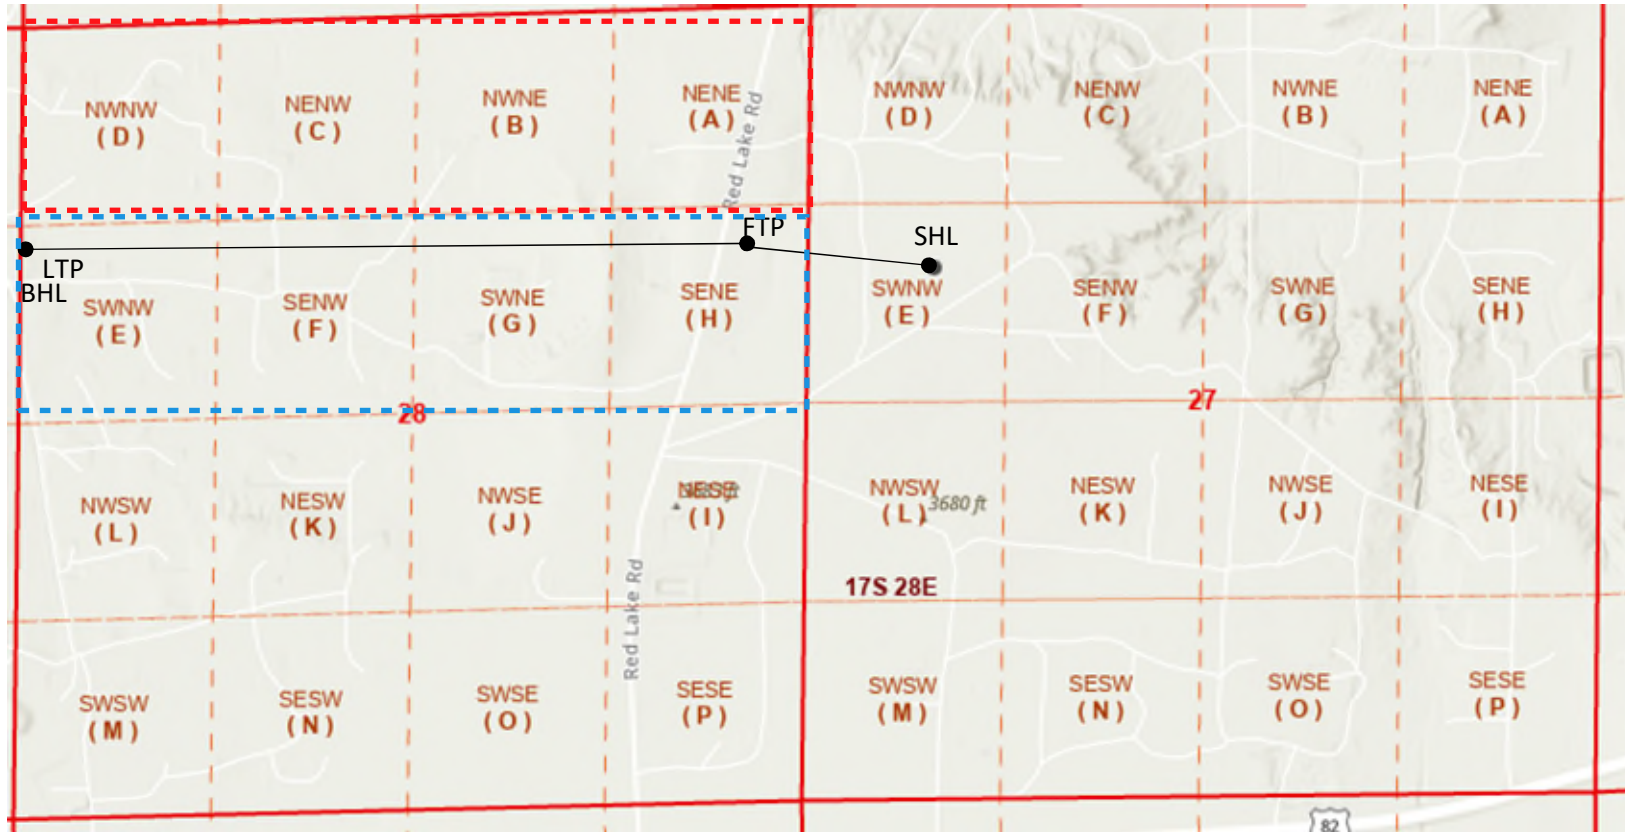 NWNW
(D)
NENW
(C)
NWNE
(B)
NENE
(A)
Red Lake Rd
NWNW
(D)
NENW
(C)
NWNE
(B)
NENE
(A)
FTP
SHL
LTP
BHL
SWNW
(E)
SENW
(F)
SWNE
(G)
SENE
(H)
SWNW
(E)
SENW
(F)
SWNE
(G)
SENE
(H)
28
27
NWSW
(L)
NESW
(K)
NWSE
(J)
NESE
(I)
NWSW
(L)
3680 ft
NESW
(K)
NWSE
(J)
NESE
(I)
Red Lake Rd
17S 28E
SWSW
(M)
SESW
(N)
SWSE
(O)
SESE
(P)
SWSW
(M)
SESW
(N)
SWSE
(O)
SESE
(P)
82